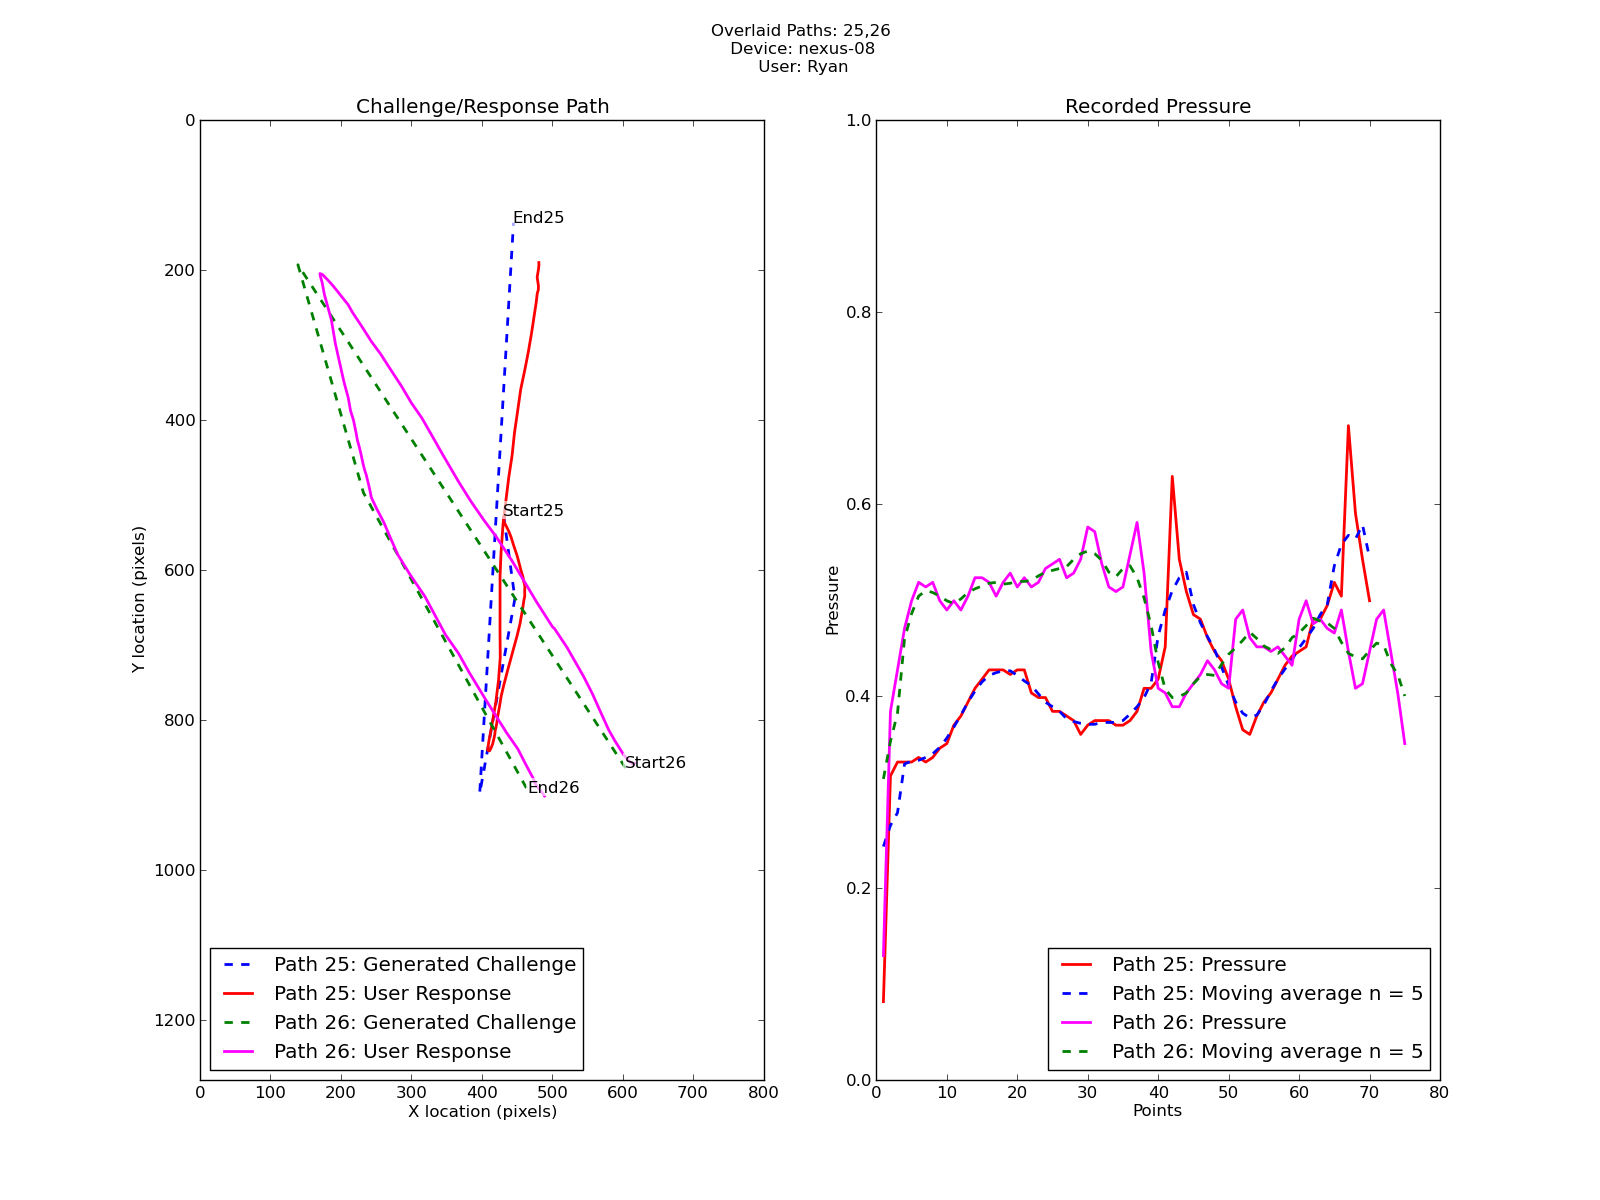 Overlaid Paths: 25,26
Device: nexus-08
User: Ryan
Challenge/Response Path
0
200
400
600
800
1000
1200
Y location (pixels)
End25
Start25
Start26
End26
Path 25: Generated Challenge
Path 25: User Response
Path 26: Generated Challenge
Path 26: User Response
0 100 200 300 400 500 600 700 800
X location (pixels)
Recorded Pressure
1.0
0.8
0.6
0.4
0.2
0.0
Pressure
Path 25: Pressure
Path 25: Moving average n = 5
Path 26: Pressure
Path 26: Moving average n = 5
0 10 20 30 40 50 60 70 80
Points